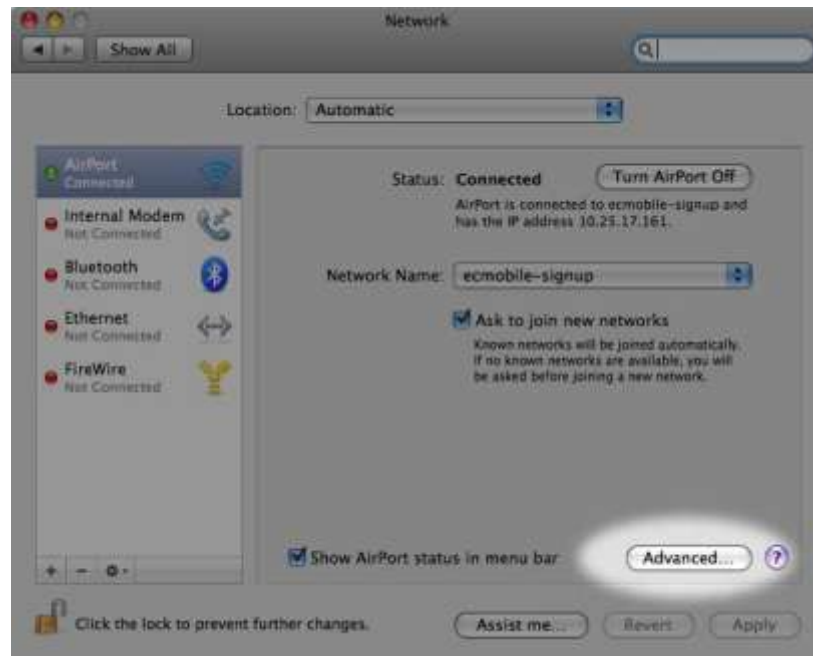 Network
Show All
Location: Automatic
AirPort
Connected
Internal Modem
Not Connected
Bluetooth
Not Connected
Ethernet
Not Connected
FireWire
Not Connected
Status: Connected
Turn AirPort Off
AirPort is connected to ecmobile-signup and
has the IP address 10.25.17.161.
Network Name: ecmobile-signup
Ask to join new networks
Known networks will be joined automatically.
If no known networks are available, you will
be asked before joining a new network.
Show AirPort status in menu bar
Advanced...
?
+ -
Click the lock to prevent further changes.
Assist me...
Revert
Apply